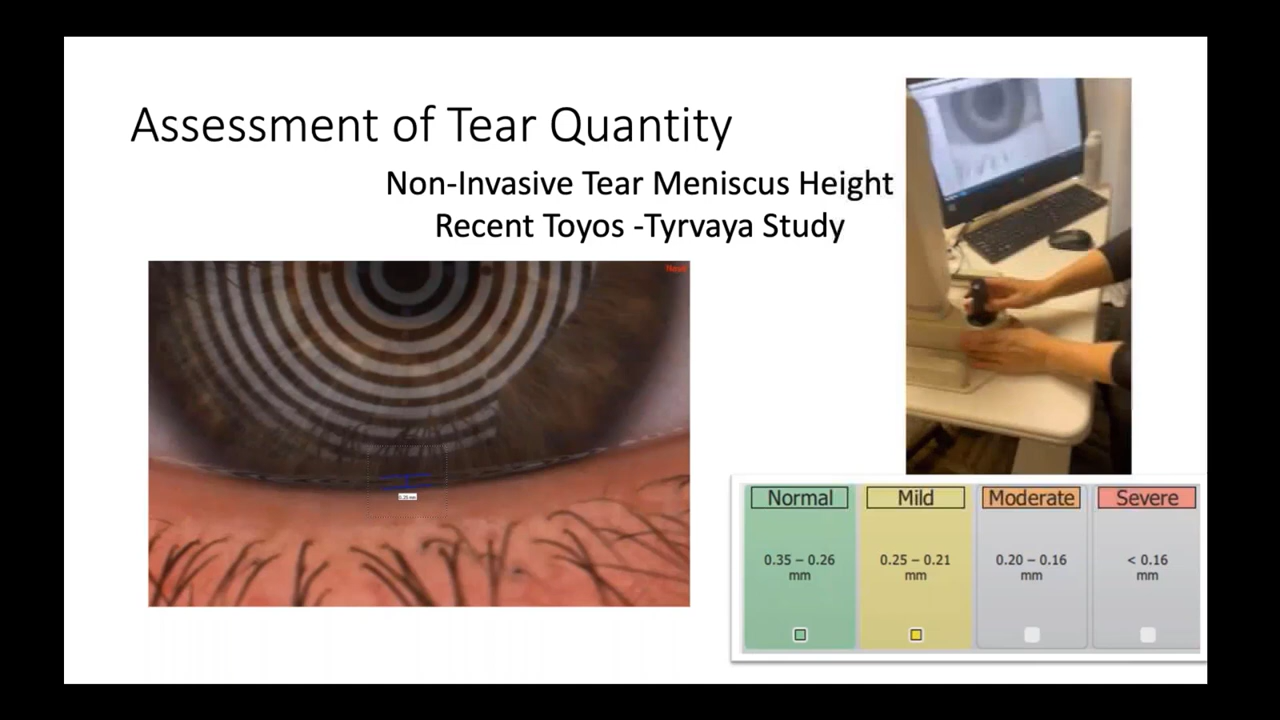 Assessment of Tear Quantity
Non-Invasive Tear Meniscus Height
Recent Toyos -Tyrvaya Study
Normal
Mild
Moderate
Severe
0.35 – 0.26
mm
0.25 – 0.21
mm
0.20 – 0.16
mm
< 0.16
mm